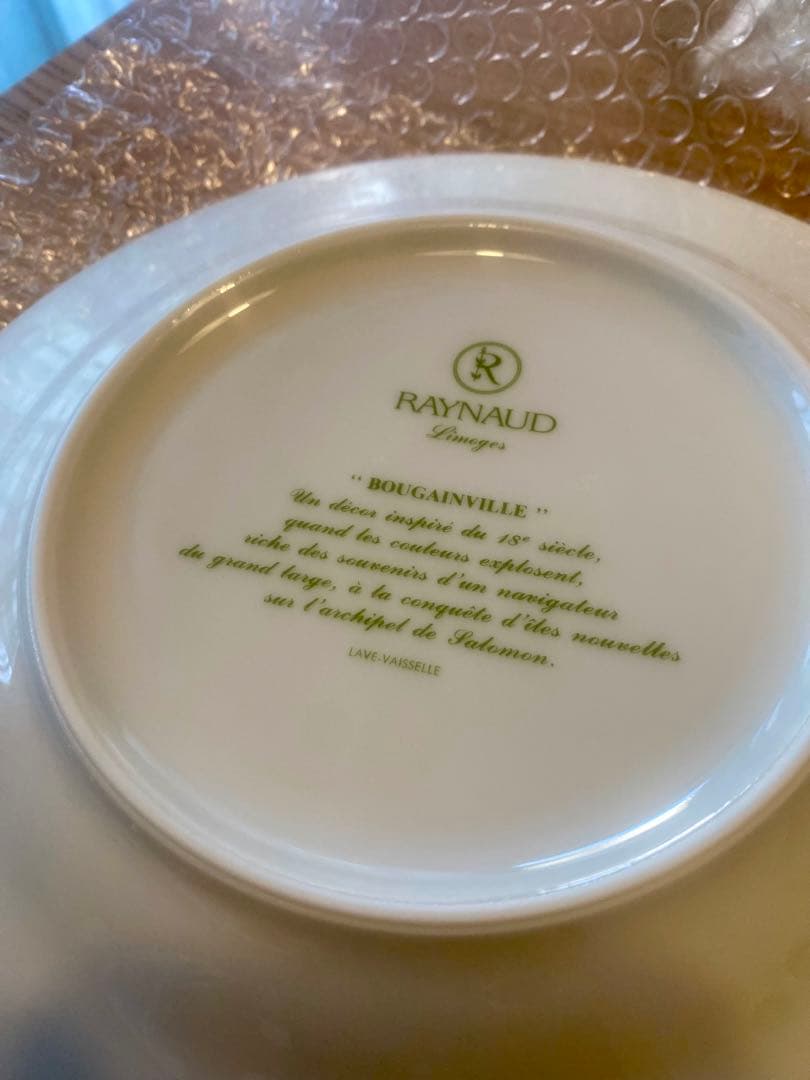 R
RAYNAUD
Limoges
" BOUGAINVILLE "
Un décor inspiré du 18e siècle,
quand les couleurs explosent,
riche des souvenirs d'un navigateur
du grand large, à la conquête d'îles nouvelles
sur l'archipel de Salomon.
LAVE-VAISSELLE